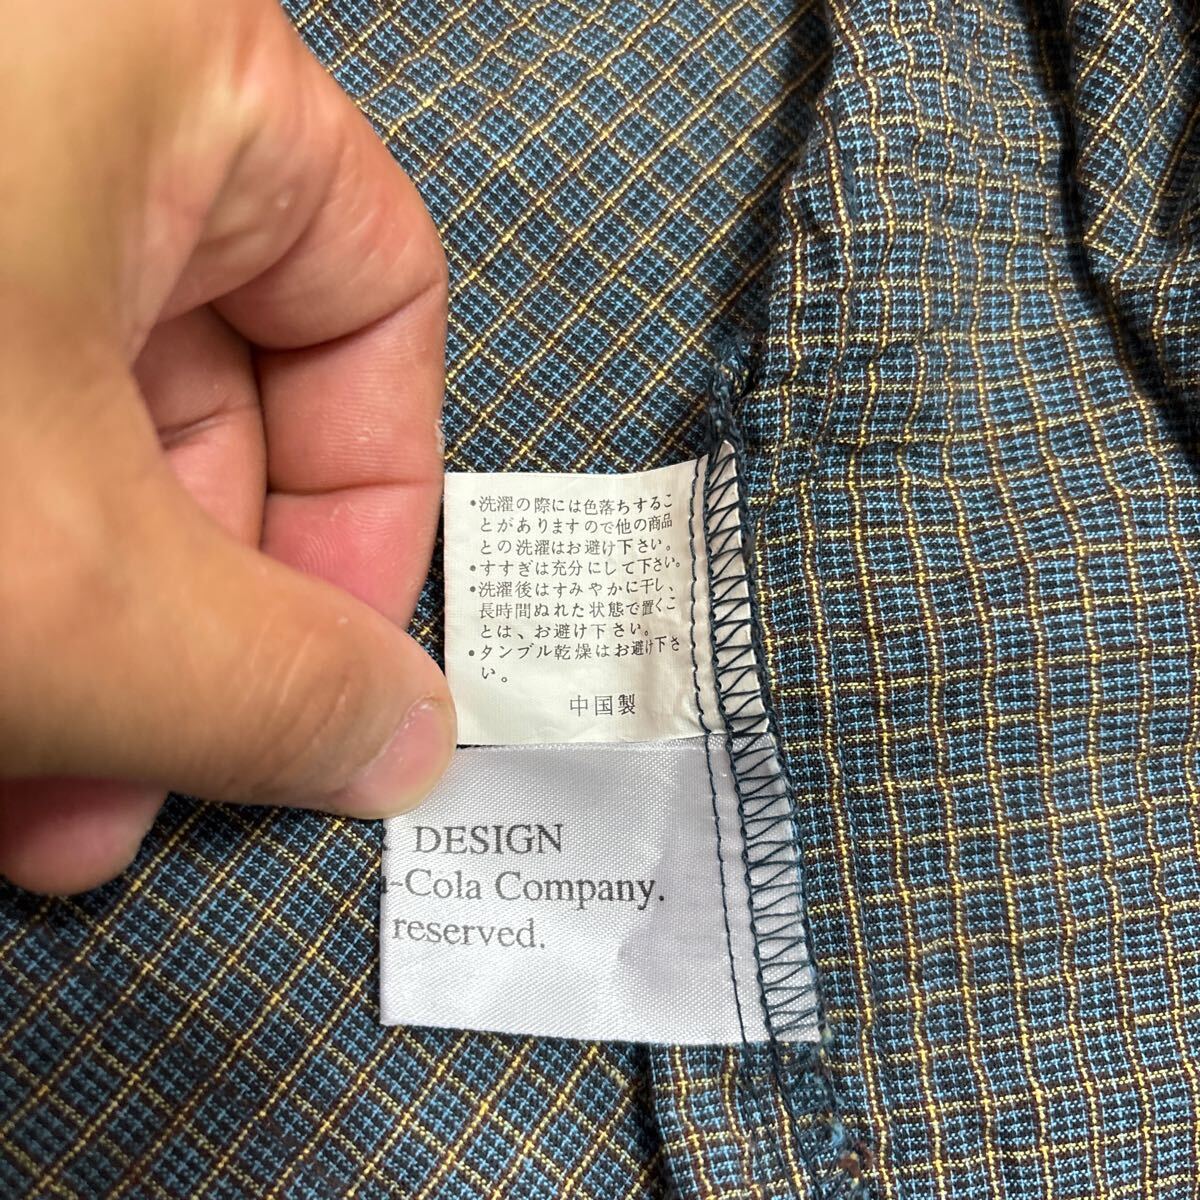 •洗濯の際には色落ちするこ
とがありますので他の商品
との洗濯はお避け下さい。
•すすぎは充分にして下さい。
•洗濯後はすみやかに干し、
長時間ぬれた状態で置くこ
とは、お避け下さい。
•タンブル乾燥はお避け下さ
い。
中国製
DESIGN
-Cola Company.
reserved.